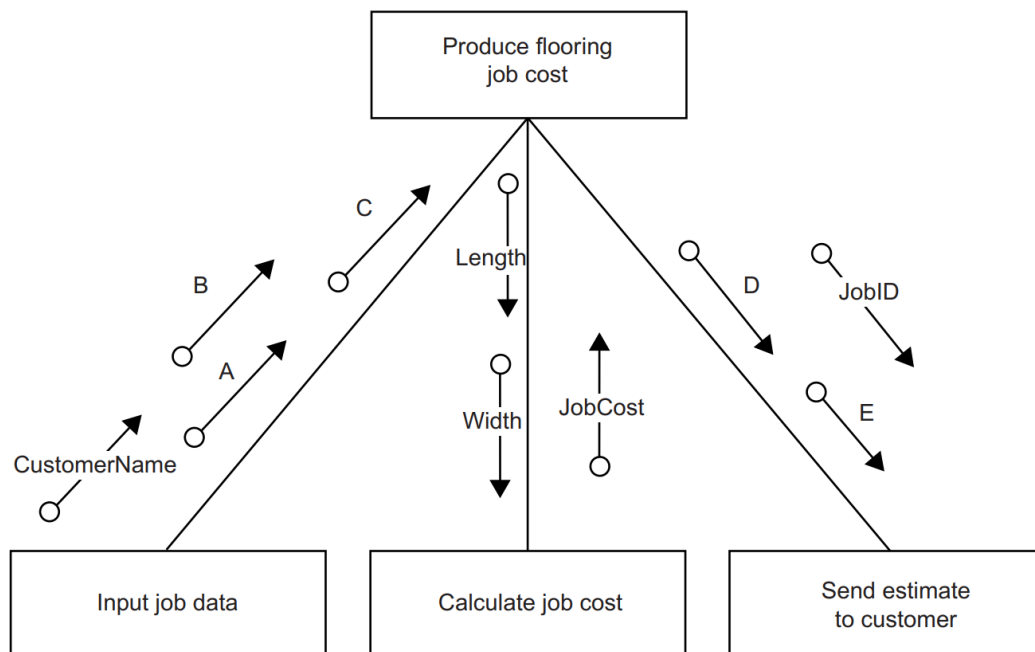 Produce flooring
job cost
C
Length
B
D
JobID
A
Width
JobCost
E
CustomerName
Input job data
Calculate job cost
Send estimate
to customer